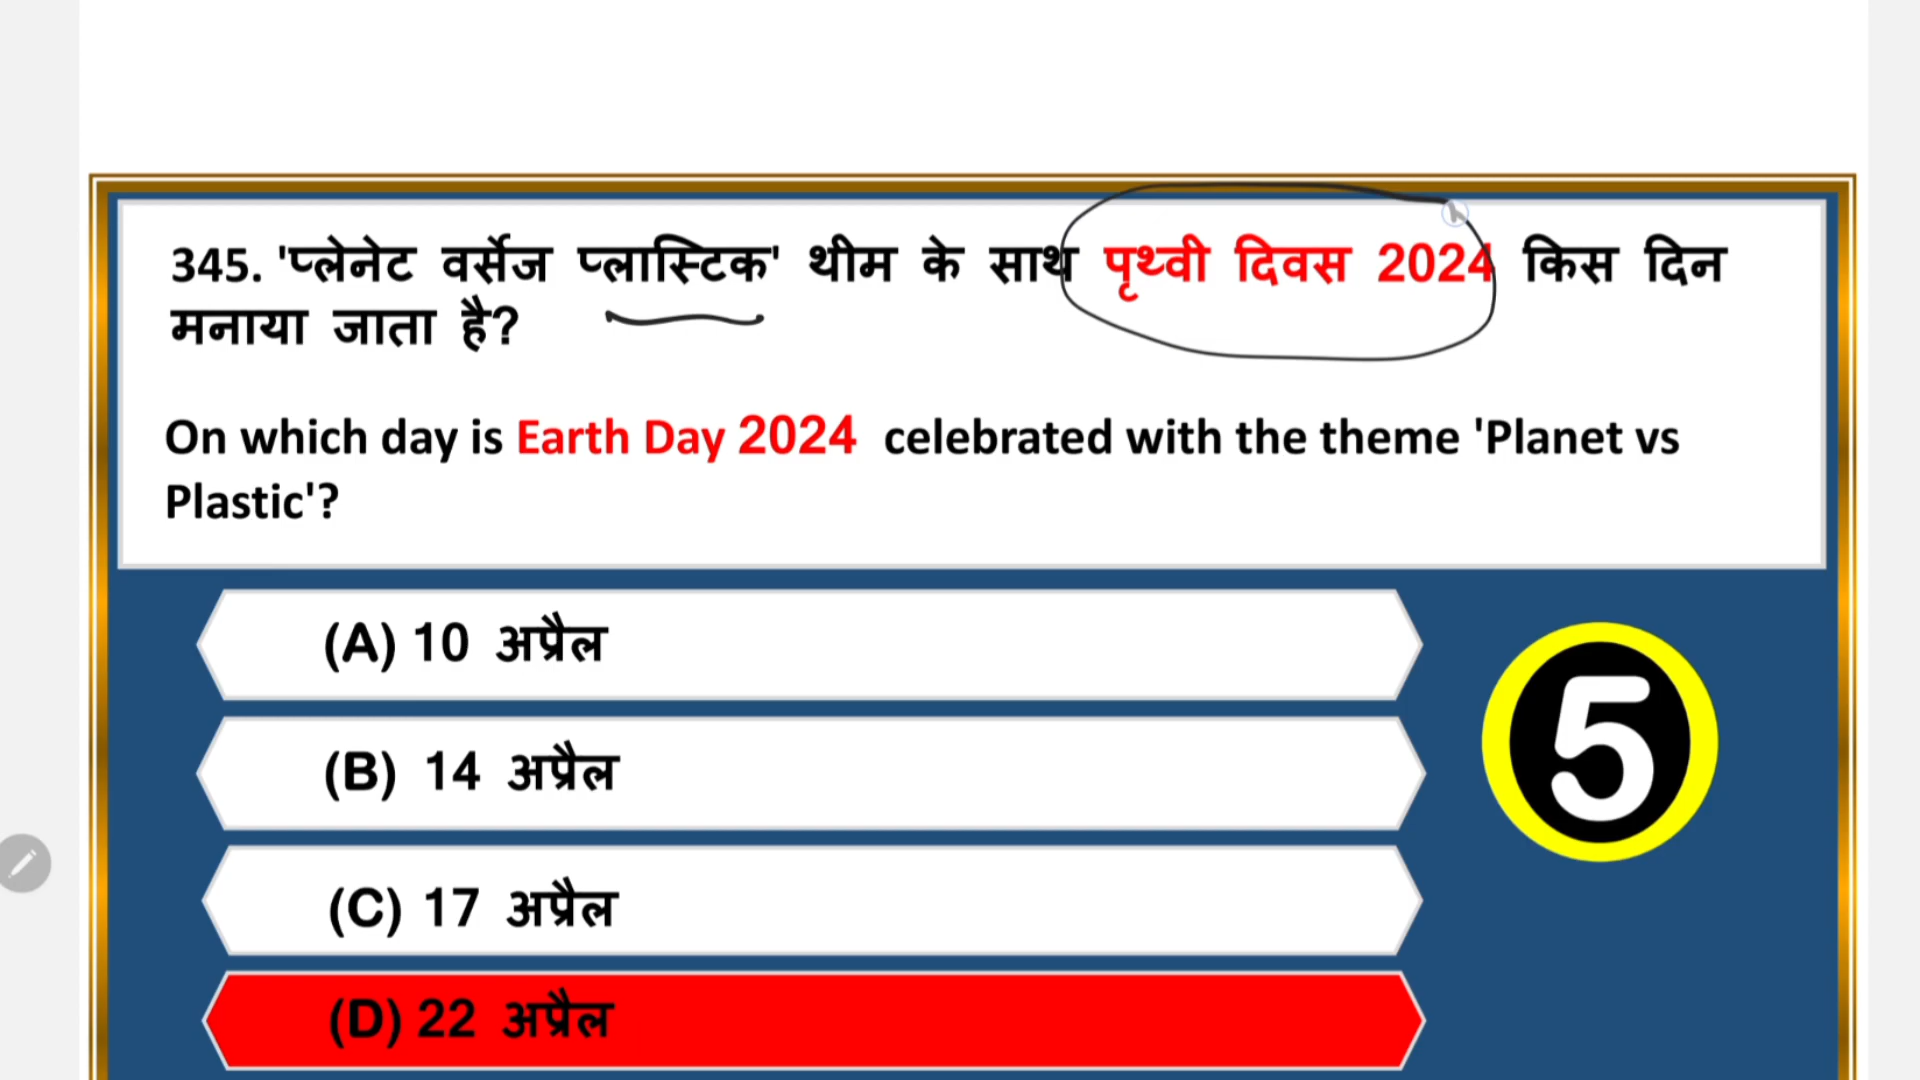 345. 'प्लेनेट वर्सेज प्लास्टिक' थीम के साथ पृथ्वी दिवस 2024 किस दिन
मनाया जाता है?
On which day is Earth Day 2024 celebrated with the theme 'Planet vs
Plastic'?
(A) 10 अप्रैल
(B) 14 अप्रैल
(C) 17 अप्रैल
(D) 22 अप्रैल
5